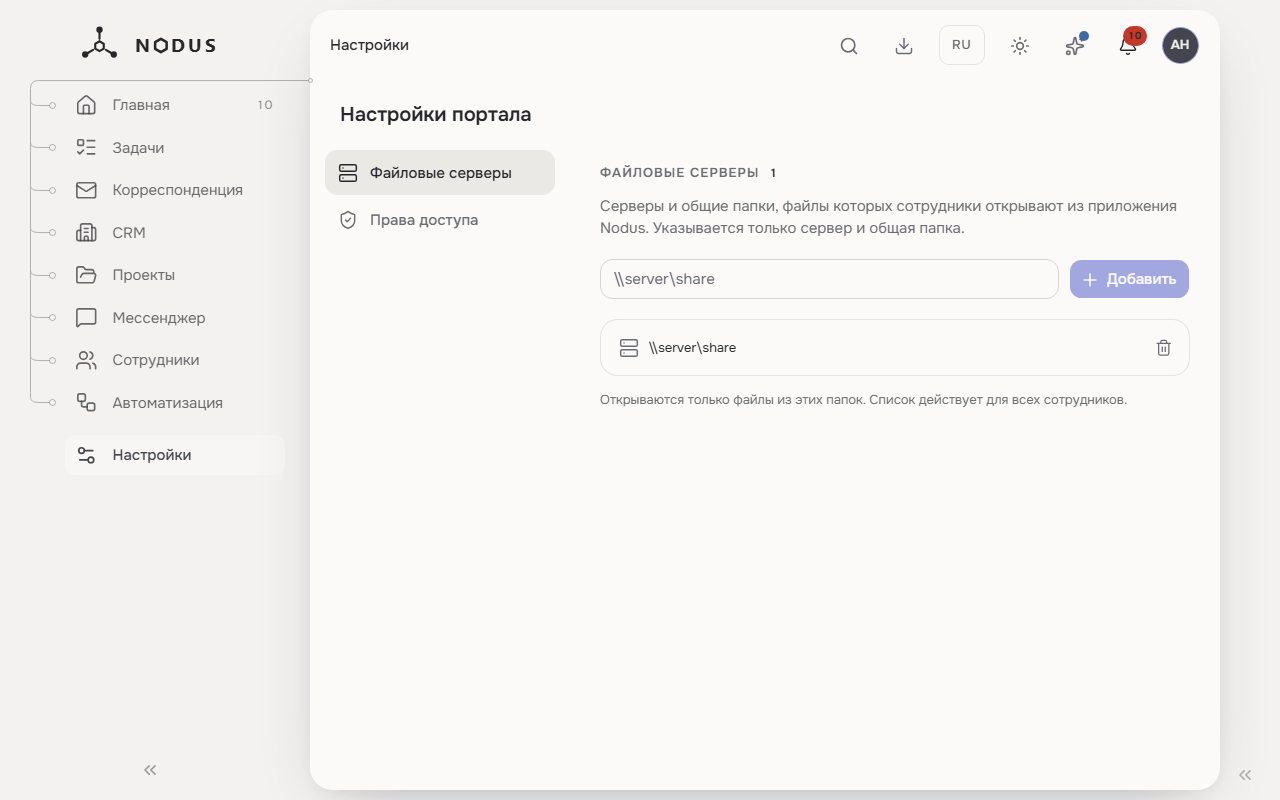 NODUS
Настройки
RU
10
АН
Главная 10
Задачи
Корреспонденция
CRM
Проекты
Мессенджер
Сотрудники
Автоматизация
Настройки
Настройки портала
Файловые серверы
Права доступа
ФАЙЛОВЫЕ СЕРВЕРЫ 1
Серверы и общие папки, файлы которых сотрудники открывают из приложения
Nodus. Указывается только сервер и общая папка.
\\server\share
Добавить
\\server\share
Открываются только файлы из этих папок. Список действует для всех сотрудников.